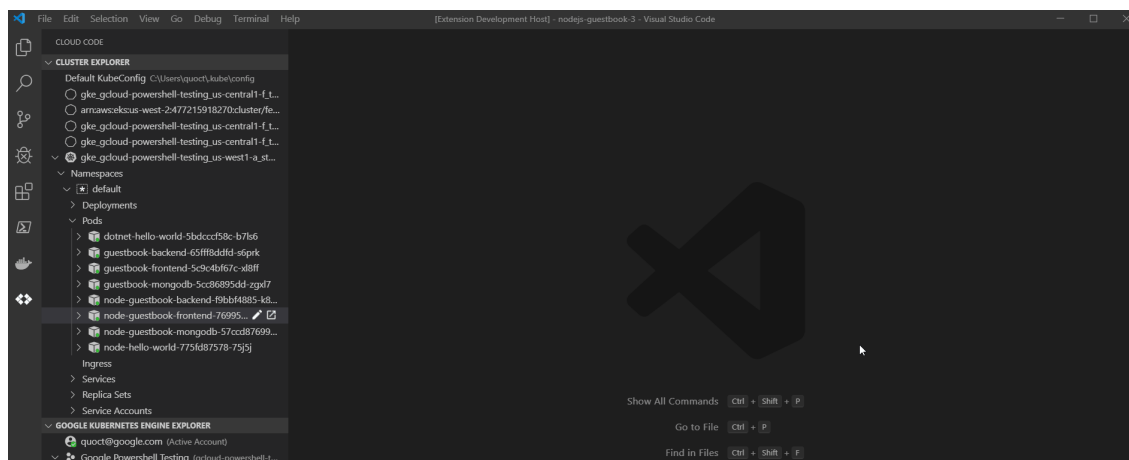 File Edit Selection View Go Debug Terminal Help [Extension Development Host] - nodejs-guestbook-3 - Visual Studio Code
CLOUD CODE
CLUSTER EXPLORER
Default KubeConfig C:\Users\quoct\.kube\config
gke_gcloud-powershell-testing_us-central1-f_t...
arn:aws:eks:us-west-2:477215918270:cluster/fe...
gke_gcloud-powershell-testing_us-central1-f_t...
gke_gcloud-powershell-testing_us-central1-f_t...
gke_gcloud-powershell-testing_us-west1-a_st...
Namespaces
default
Deployments
Pods
dotnet-hello-world-5bdcccf58c-b7ls6
guestbook-backend-65fff8ddfd-s6prk
guestbook-frontend-5c9c4bf67c-xl8ff
guestbook-mongodb-5cc86895dd-zgxl7
node-guestbook-backend-f9bbf4885-k8...
node-guestbook-frontend-76995...
node-guestbook-mongodb-57ccd87699...
node-hello-world-775fd87578-75j5j
Ingress
Services
Replica Sets
Service Accounts
GOOGLE KUBERNETES ENGINE EXPLORER
quoct@google.com (Active Account)
Google Powershell Testing (gcloud-powershell-t...
Show All Commands Ctrl + Shift + P
Go to File Ctrl + P
Find in Files Ctrl + Shift + F